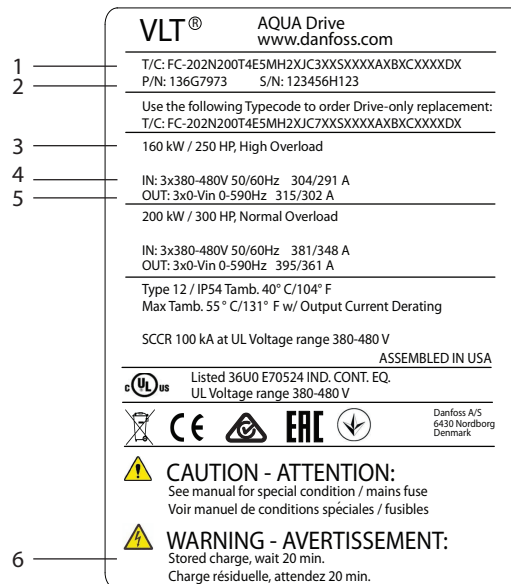 VLT® AQUA Drive
www.danfoss.com
1 T/C: FC-202N200T4E5MH2XJC3XXSXXXXAXBXCXXXXDX
2 P/N: 136G7973 S/N: 123456H123
Use the following Typecode to order Drive-only replacement:
T/C: FC-202N200T4E5MH2XJC7XXSXXXXAXBXCXXXXDX
3 160 kW / 250 HP, High Overload
4 IN: 3x380-480V 50/60Hz 304/291 A
5 OUT: 3x0-Vin 0-590Hz 315/302 A
200 kW / 300 HP, Normal Overload
IN: 3x380-480V 50/60Hz 381/348 A
OUT: 3x0-Vin 0-590Hz 395/361 A
Type 12 / IP54 Tamb. 40° C/104° F
Max Tamb. 55° C/131° F w/ Output Current Derating
SCCR 100 kA at UL Voltage range 380-480 V
ASSEMBLED IN USA
c UL us Listed 36U0 E70524 IND. CONT. EQ.
UL Voltage range 380-480 V
CE EAC
Danfoss A/S
6430 Nordborg
Denmark
CAUTION - ATTENTION:
See manual for special condition / mains fuse
Voir manuel de conditions spéciales / fusibles
WARNING - AVERTISSEMENT:
6 Stored charge, wait 20 min.
Charge résiduelle, attendez 20 min.